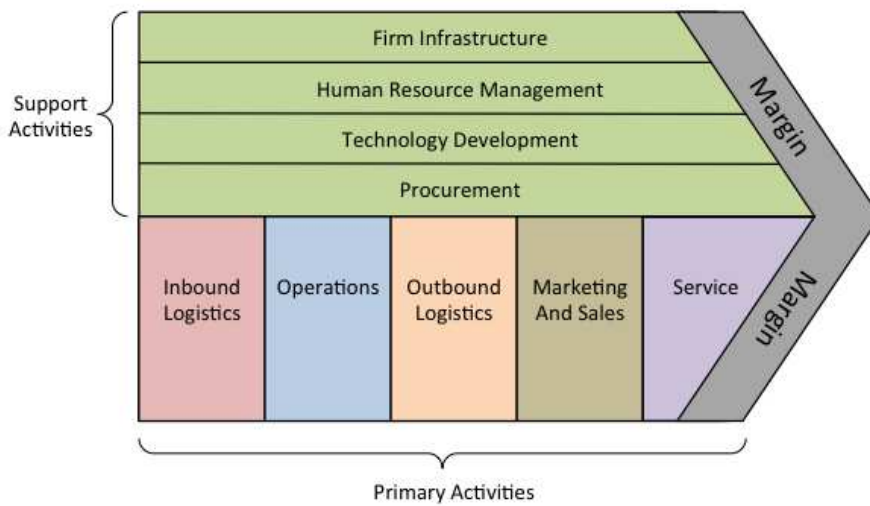 Firm Infrastructure
Human Resource Management
Technology Development
Procurement
Support
Activities
Margin
Inbound
Logistics
Operations
Outbound
Logistics
Marketing
And Sales
Service
Margin
Primary Activities